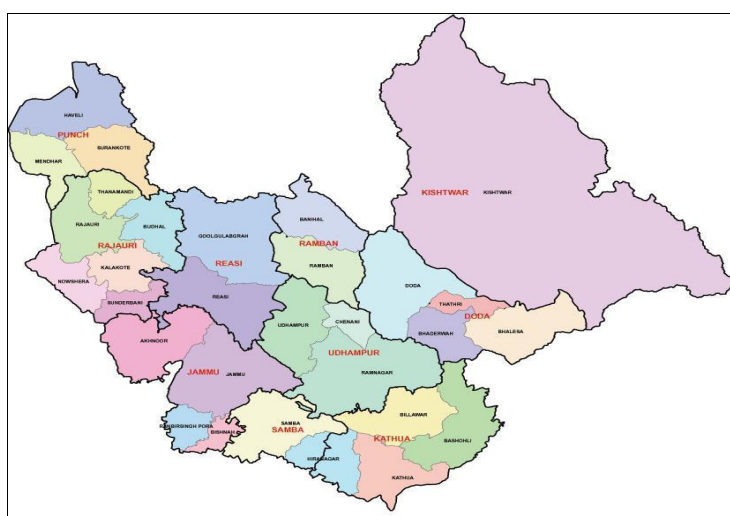 HAVELI
PUNCH
SURANKOTE
MENDHAR
THANAMANDI
RAJAURI
BUDHAL
RAJAURI
KALAKOTE
NOWSHERA
SUNDERBANI
GOOLGULABGRAH
REASI
REASI
BANIHAL
RAMBAN
RAMBAN
KISHTWAR
KISHTWAR
DODA
THATHRI
DODA
BHADERWAH
BHALESA
UDHAMPUR
CHENANI
UDHAMPUR
RAMNAGAR
AKHNOOR
JAMMU
JAMMU
RANBIRSINGH PORA
BISHNAH
SAMBA
SAMBA
HIRANAGAR
BILLAWAR
KATHUA
BASHOHLI
KATHUA